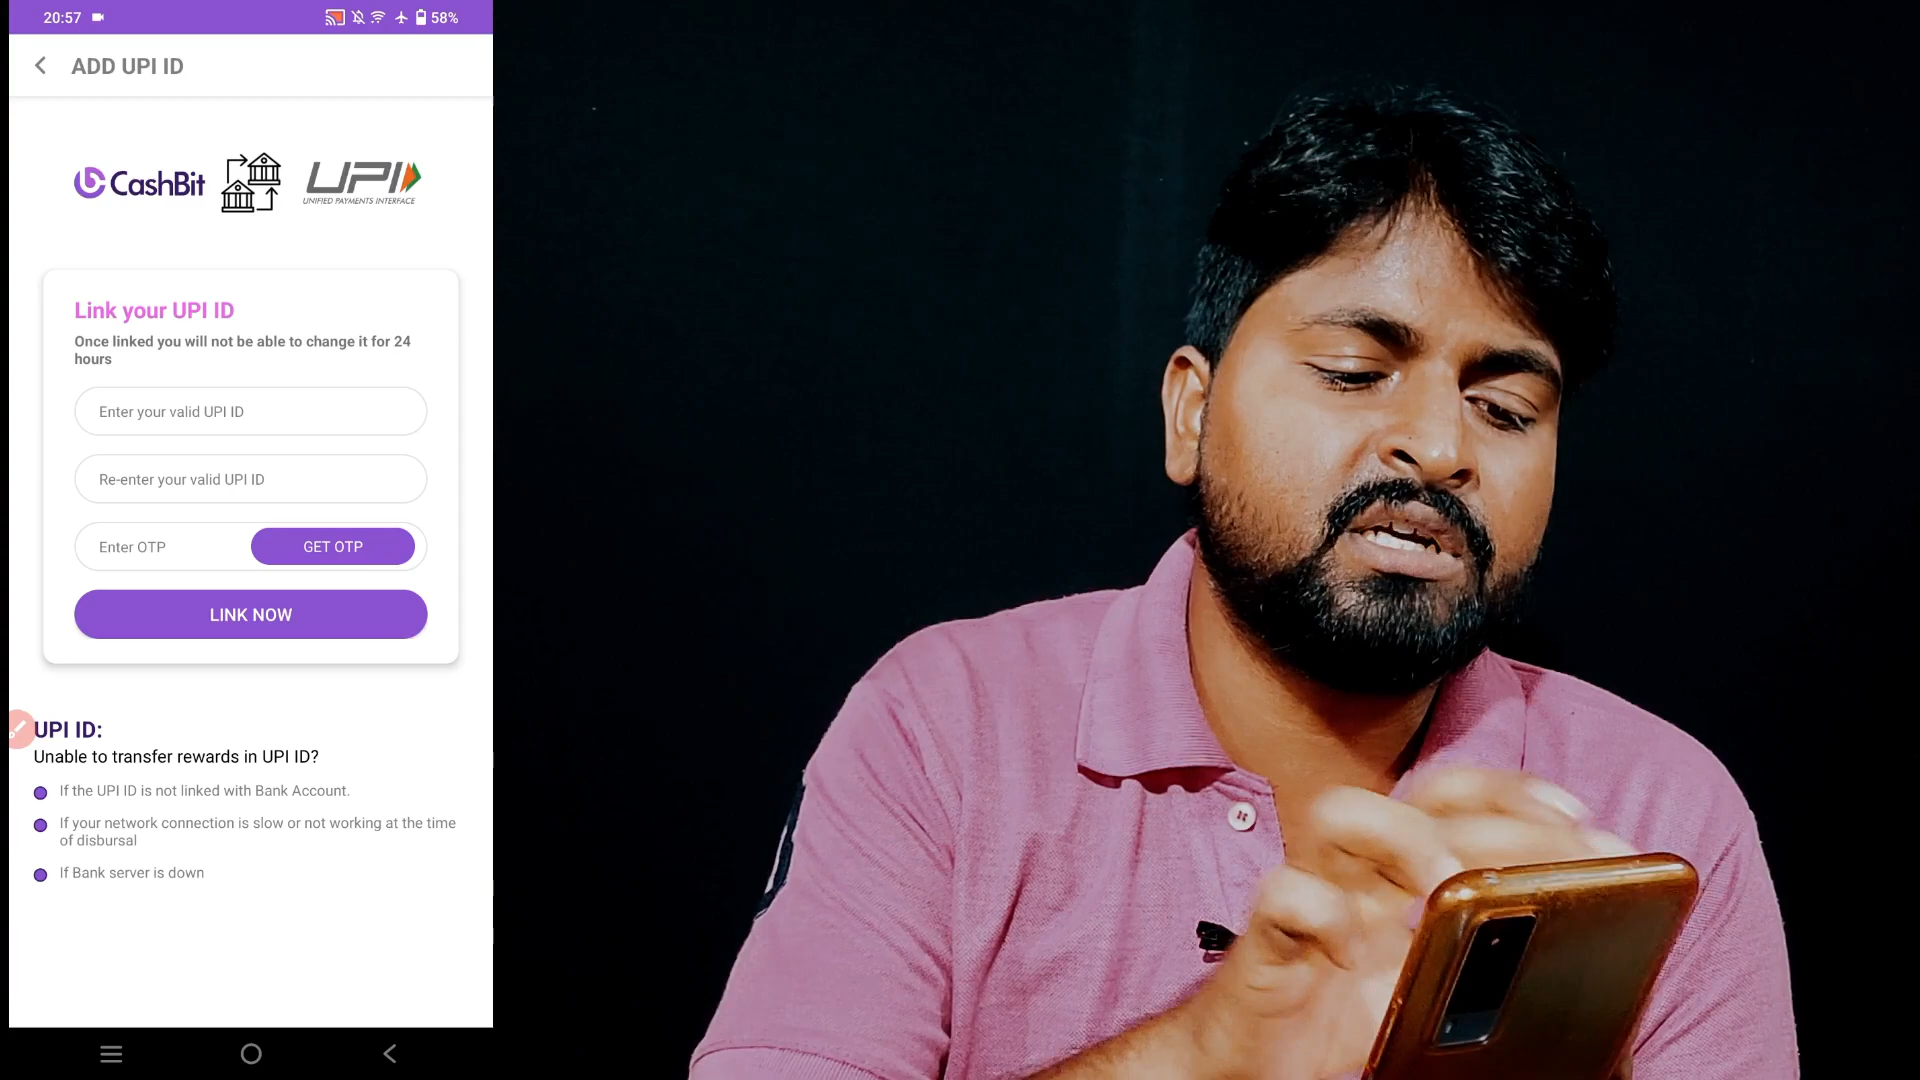 20:57
58%
ADD UPI ID
CashBit
UPI
UNIFIED PAYMENTS INTERFACE
Link your UPI ID
Once linked you will not be able to change it for 24
hours
Enter your valid UPI ID
Re-enter your valid UPI ID
Enter OTP
GET OTP
LINK NOW
UPI ID:
Unable to transfer rewards in UPI ID?
If the UPI ID is not linked with Bank Account.
If your network connection is slow or not working at the time
of disbursal
If Bank server is down